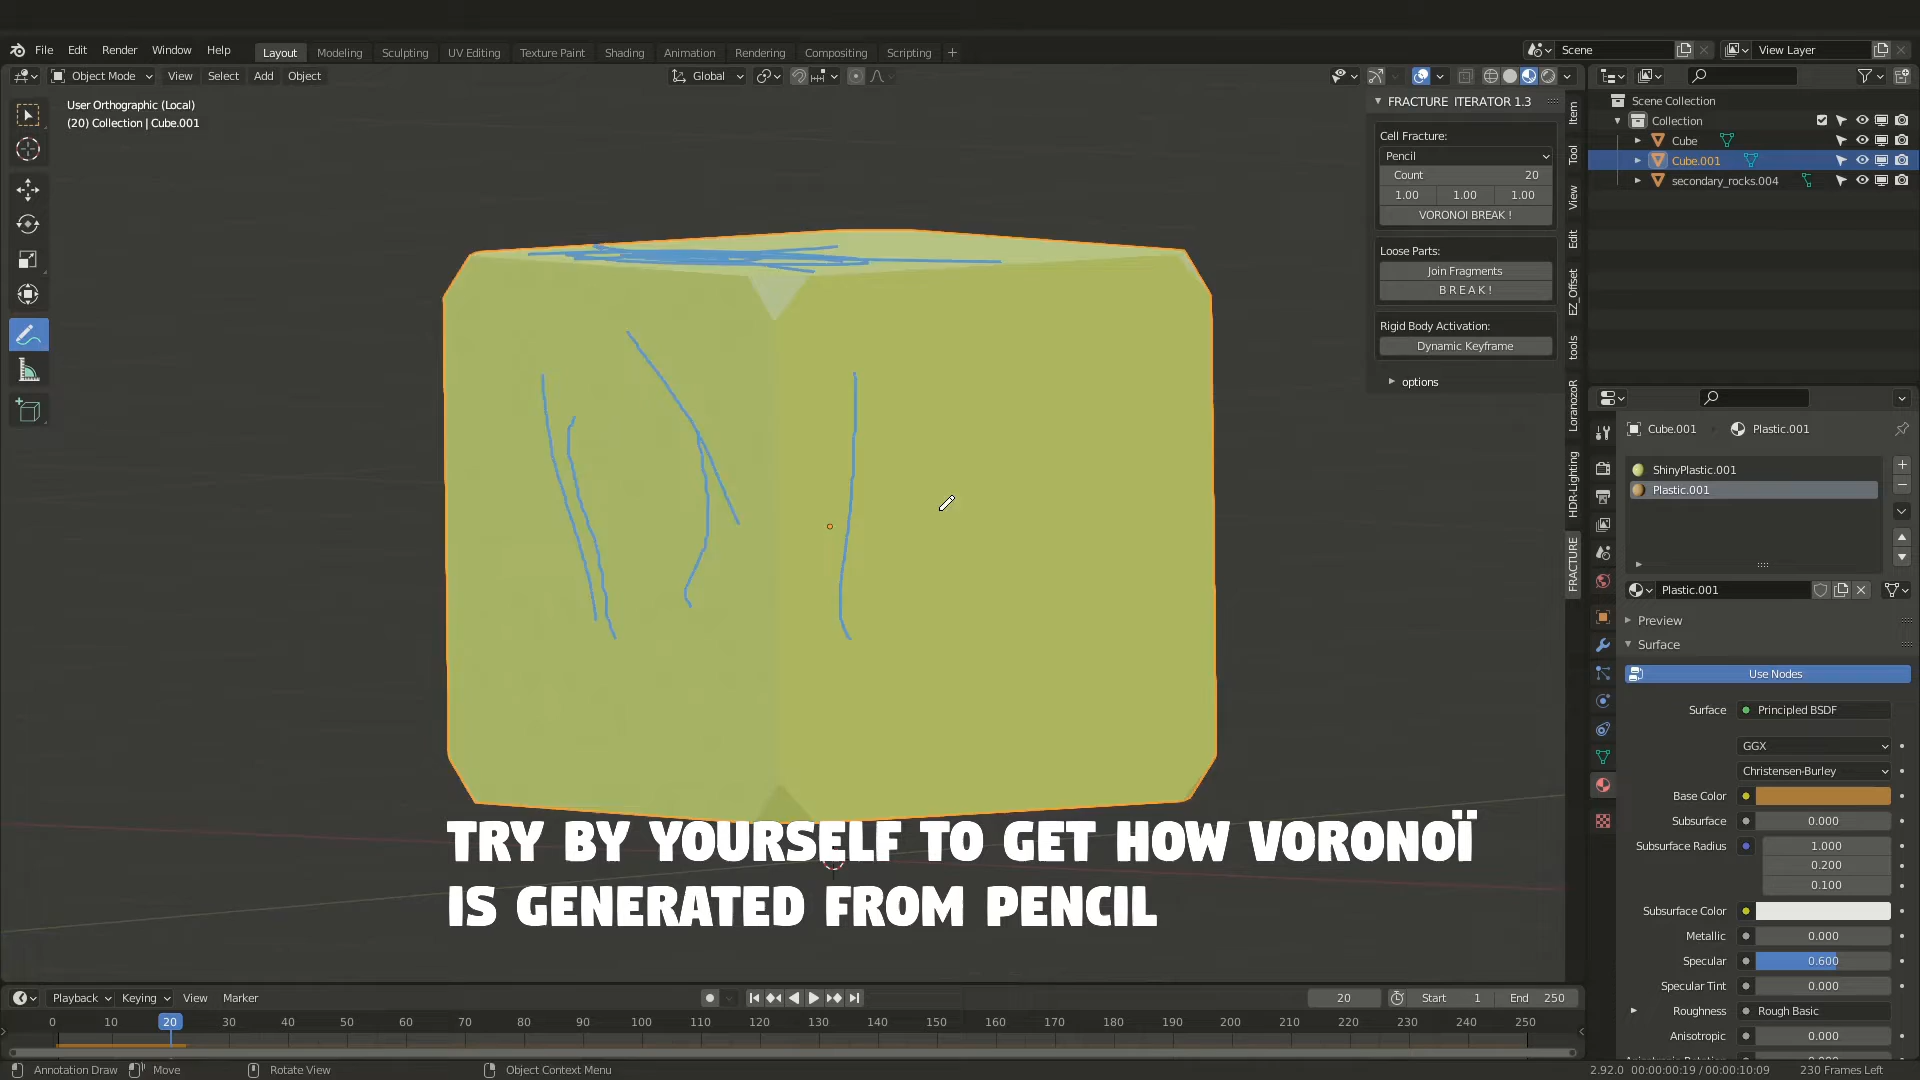 File Edit Render Window Help Layout Modeling Sculpting UV Editing Texture Paint Shading Animation Rendering Compositing Scripting + Scene View Layer
Object Mode View Select Add Object Global
User Orthographic (Local)
(20) Collection | Cube.001
FRACTURE ITERATOR 1.3
Cell Fracture:
Pencil
Count 20
1.00 1.00 1.00
VORONOI BREAK !
Loose Parts:
Join Fragments
B R E A K !
Rigid Body Activation:
Dynamic Keyframe
options
Item
Tool
View
Edit
EZ_Offset
tools
LoranozoR
HDR-Lighting
FRACTURE
Scene Collection
Collection
Cube
Cube.001
secondary_rocks.004
Cube.001 Plastic.001
ShinyPlastic.001
Plastic.001
Plastic.001
Preview
Surface
Use Nodes
Surface Principled BSDF
GGX
Christensen-Burley
Base Color
Subsurface 0.000
Subsurface Radius 1.000
0.200
0.100
Subsurface Color
Metallic 0.000
Specular 0.600
Specular Tint 0.000
Roughness Rough Basic
Anisotropic 0.000
TRY BY YOURSELF TO GET HOW VORONOÏ
IS GENERATED FROM PENCIL
Playback Keying View Marker 20 Start 1 End 250
0 10 20 30 40 50 60 70 80 90 100 110 120 130 140 150 160 170 180 190 200 210 220 230 240 250
Annotation Draw Move Rotate View Object Context Menu 2.92.0 00:00:00:19 / 00:00:10:09 230 Frames Left